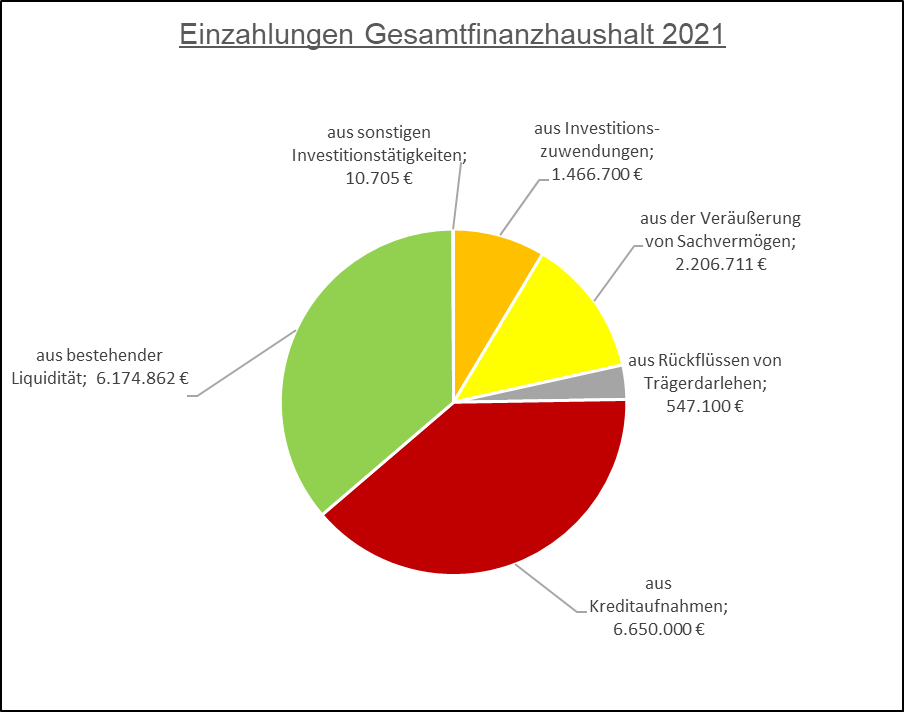 Einzahlungen Gesamtfinanzhaushalt 2021
aus sonstigen
Investitionstätigkeiten;
10.705 €
aus Investitions-
zuwendungen;
1.466.700 €
aus der Veräußerung
von Sachvermögen;
2.206.711 €
aus Rückflüssen von
Trägerdarlehen;
547.100 €
aus
Kreditaufnahmen;
6.650.000 €
aus bestehender
Liquidität;  6.174.862 €